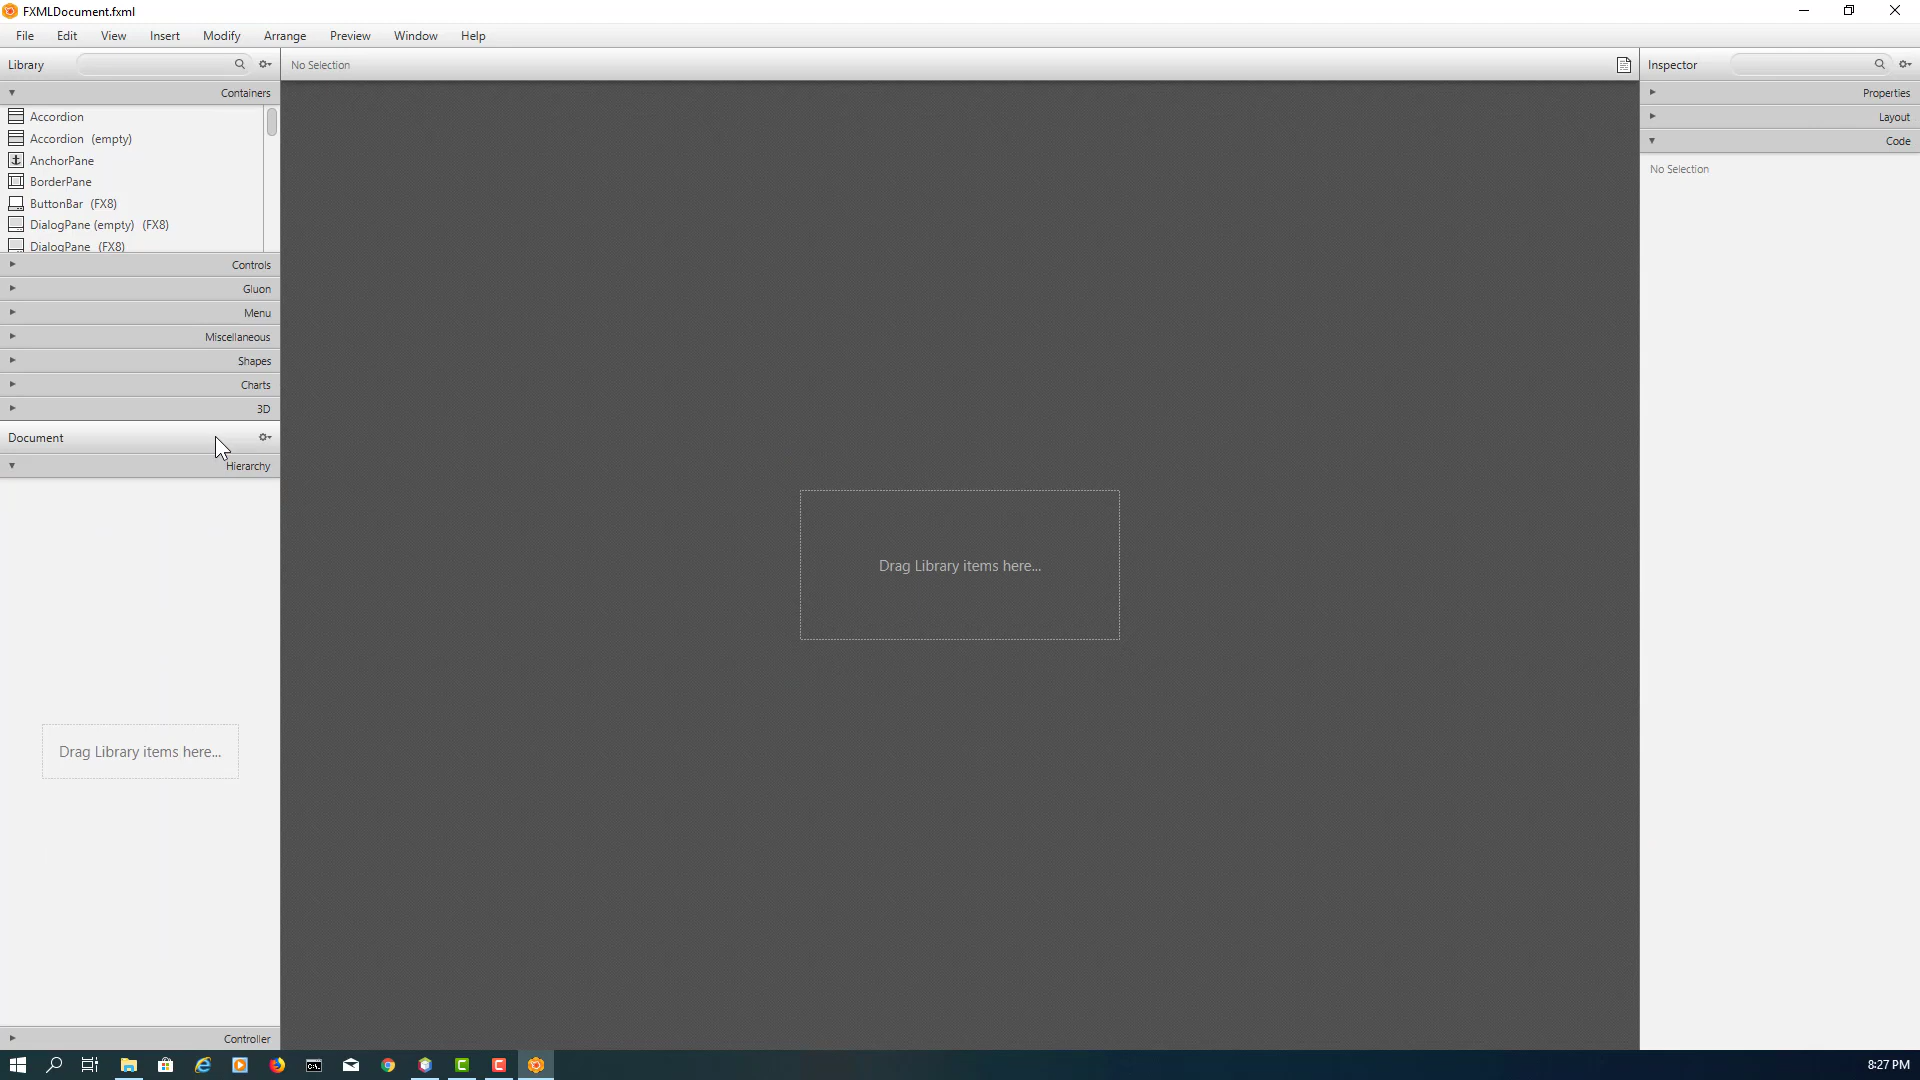 FXMLDocument.fxml
File Edit View Insert Modify Arrange Preview Window Help
Library
No Selection
Inspector
Containers
Accordion
Accordion (empty)
AnchorPane
BorderPane
ButtonBar (FX8)
DialogPane (empty) (FX8)
DialogPane (FX8)
Controls
Gluon
Menu
Miscellaneous
Shapes
Charts
3D
Document
Hierarchy
Drag Library items here...
Controller
Drag Library items here...
Properties
Layout
Code
No Selection
8:27 PM